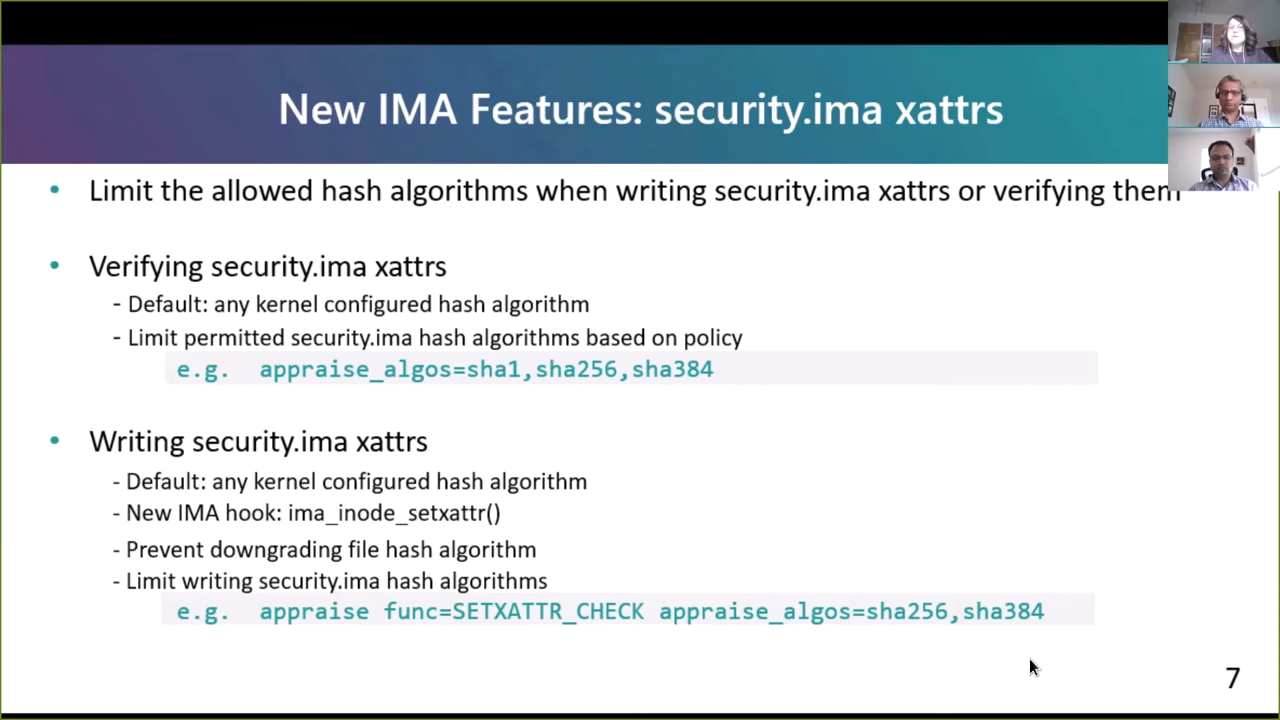 New IMA Features: security.ima xattrs
• Limit the allowed hash algorithms when writing security.ima xattrs or verifying them
• Verifying security.ima xattrs
- Default: any kernel configured hash algorithm
- Limit permitted security.ima hash algorithms based on policy
e.g. appraise_algos=sha1,sha256,sha384
• Writing security.ima xattrs
- Default: any kernel configured hash algorithm
- New IMA hook: ima_inode_setxattr()
- Prevent downgrading file hash algorithm
- Limit writing security.ima hash algorithms
e.g. appraise func=SETXATTR_CHECK appraise_algos=sha256,sha384
7